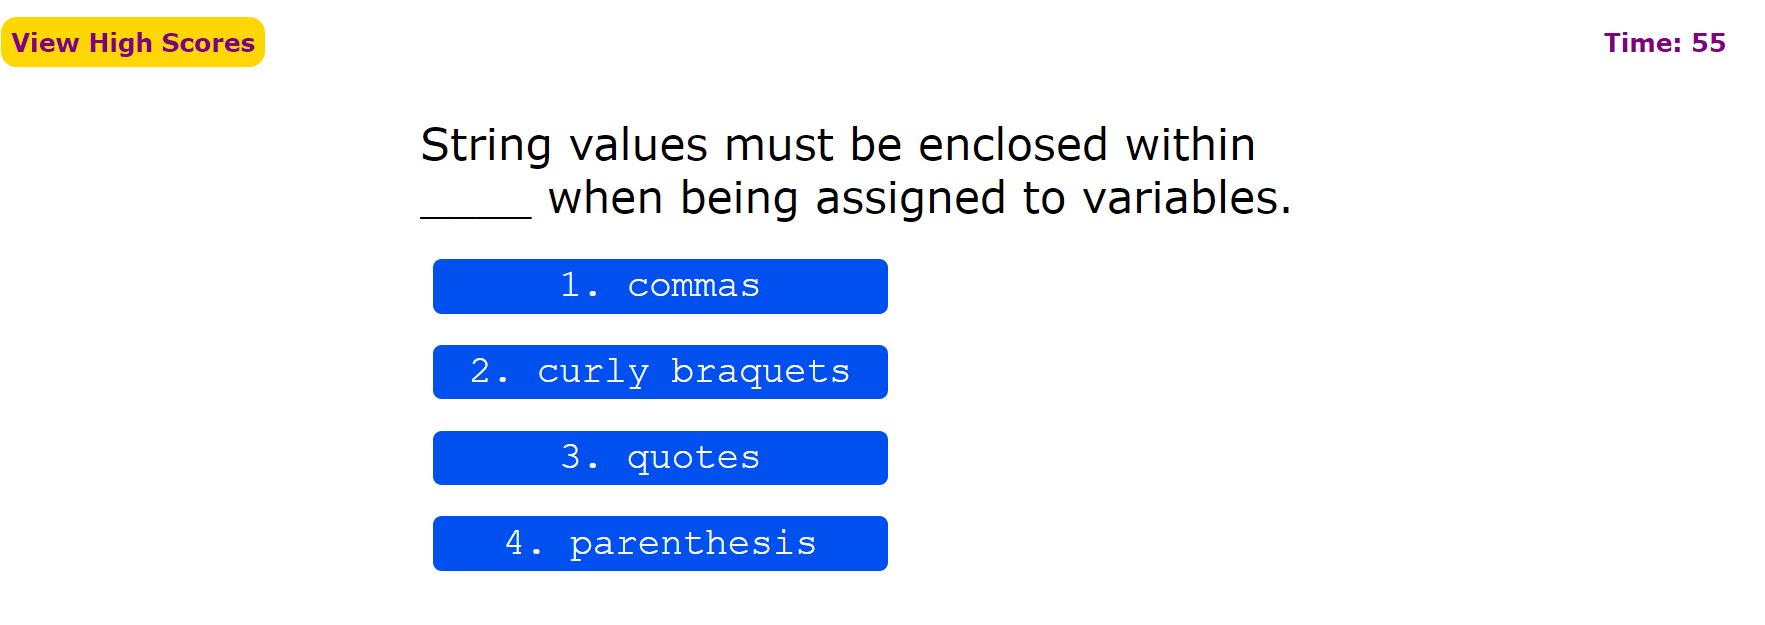 View High Scores
Time: 55
String values must be enclosed within
____ when being assigned to variables.
1. commas
2. curly braquets
3. quotes
4. parenthesis